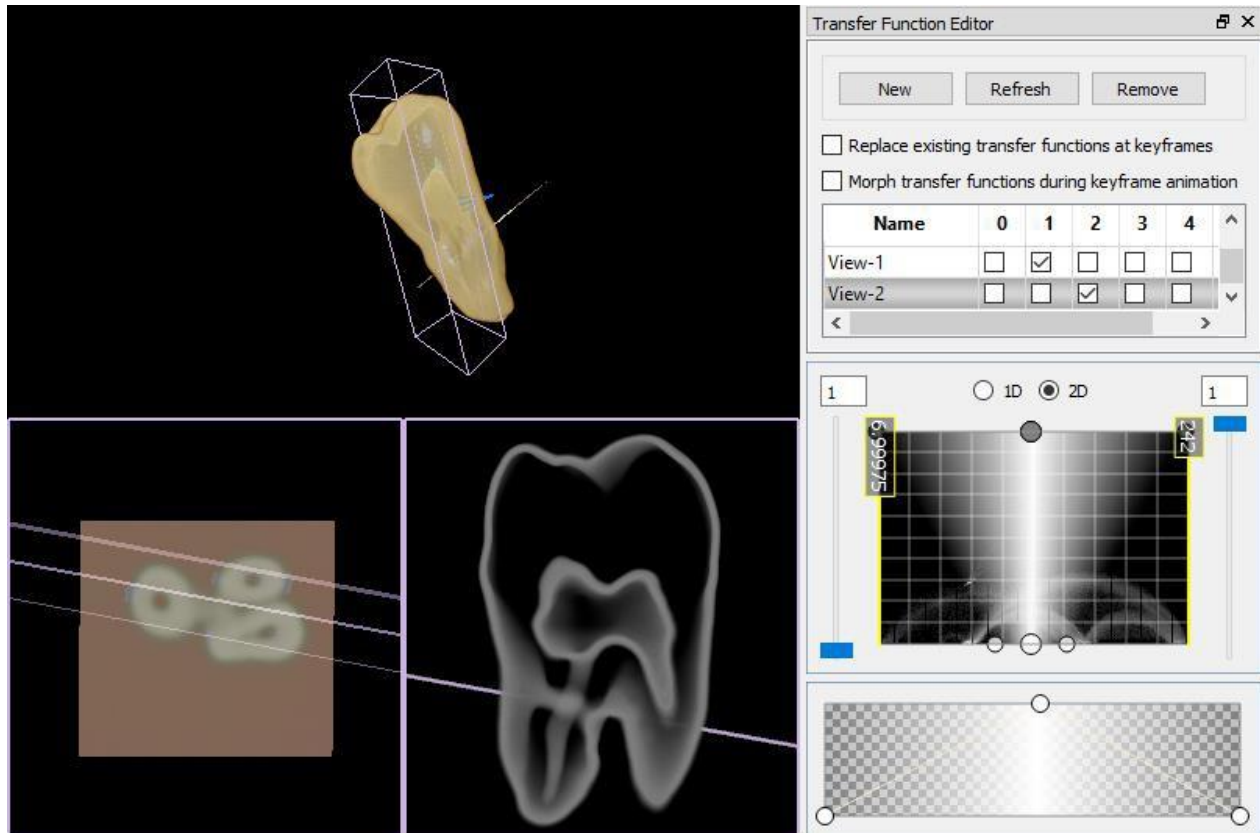 Transfer Function Editor
New Refresh Remove
Replace existing transfer functions at keyframes
Morph transfer functions during keyframe animation
Name 0 1 2 3 4
View-1
View-2
1 1D 2D 1
6.99975 242